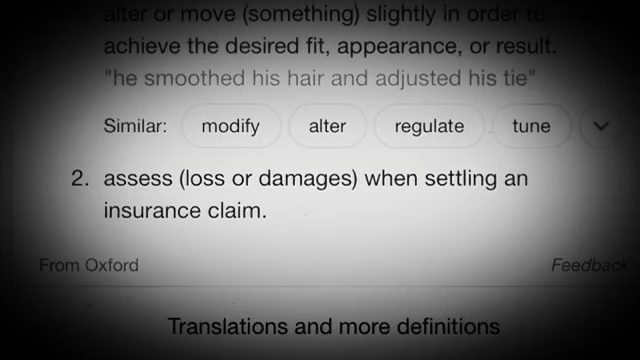 alter or move (something) slightly in order to
achieve the desired fit, appearance, or result.
"he smoothed his hair and adjusted his tie"
Similar: modify alter regulate tune
2. assess (loss or damages) when settling an
insurance claim.
From Oxford Feedback
Translations and more definitions